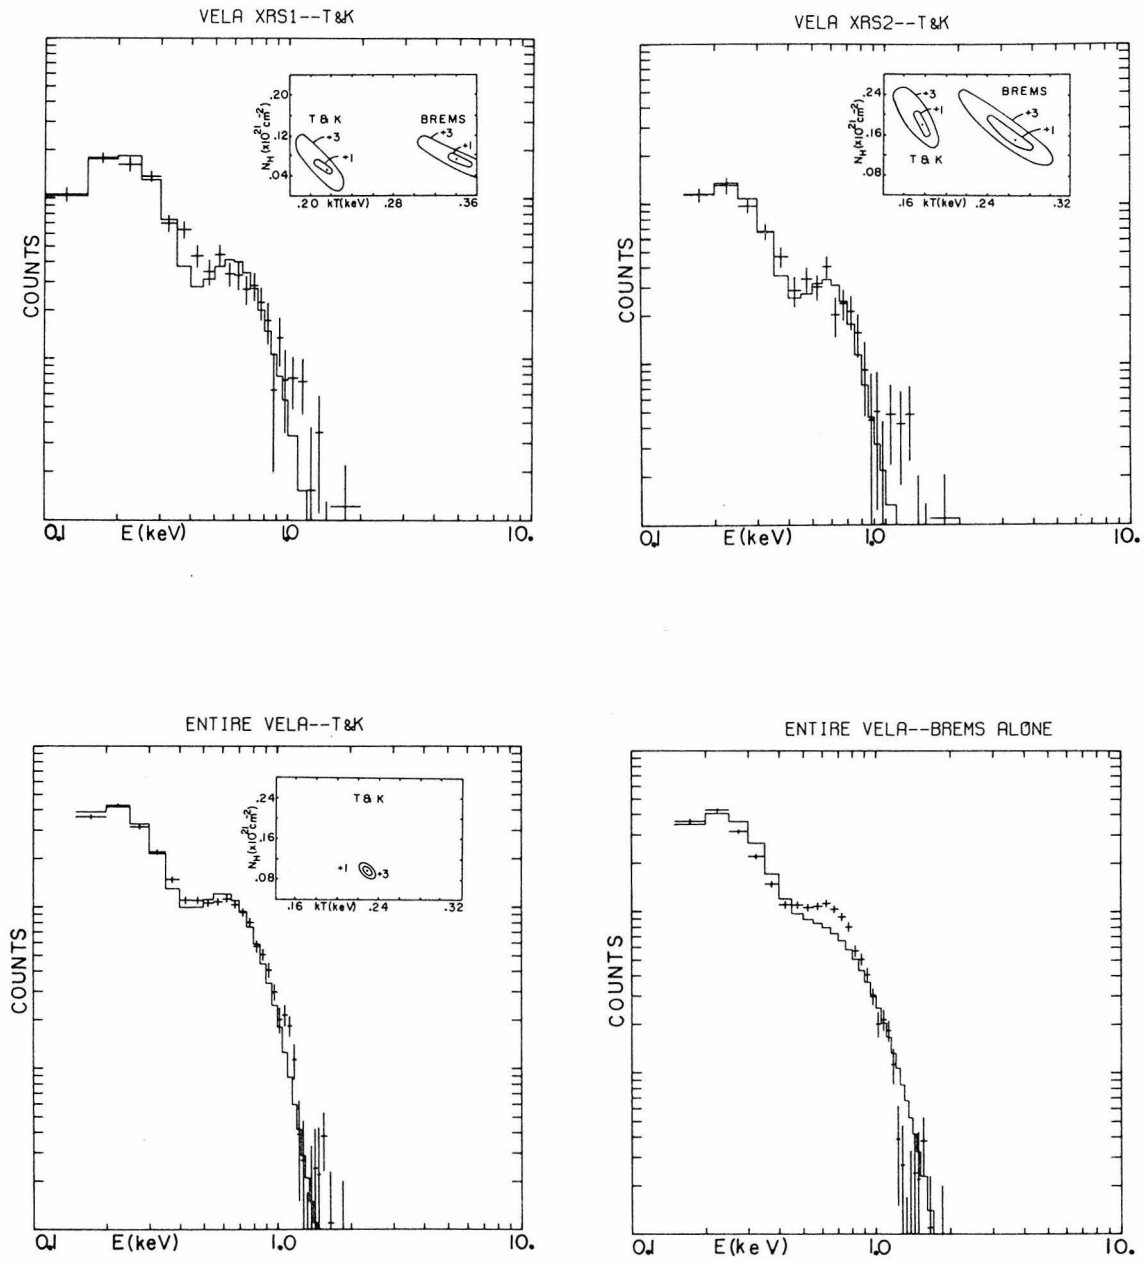 VELA XRS1--T&K
.20
.12
.04
N_H(x10^21cm^-2)
T & K
+3
+1
BREMS
+3
+1
.20 kT(keV) .28 .36
COUNTS
0.1 E(keV) 1.0 10.
VELA XRS2--T&K
.24
.16
.08
N_H(x10^21cm^-2)
+3
+1
T & K
BREMS
+3
+1
.16 kT(keV) .24 .32
COUNTS
0.1 E(keV) 1.0 10.
ENTIRE VELA--T&K
.24
.16
.08
N_H(x10^21cm^-2)
T & K
+1
+3
.16 kT(keV) .24 .32
COUNTS
0.1 E(keV) 1.0 10.
ENTIRE VELA--BREMS ALONE
COUNTS
0.1 E(keV) 1.0 10.